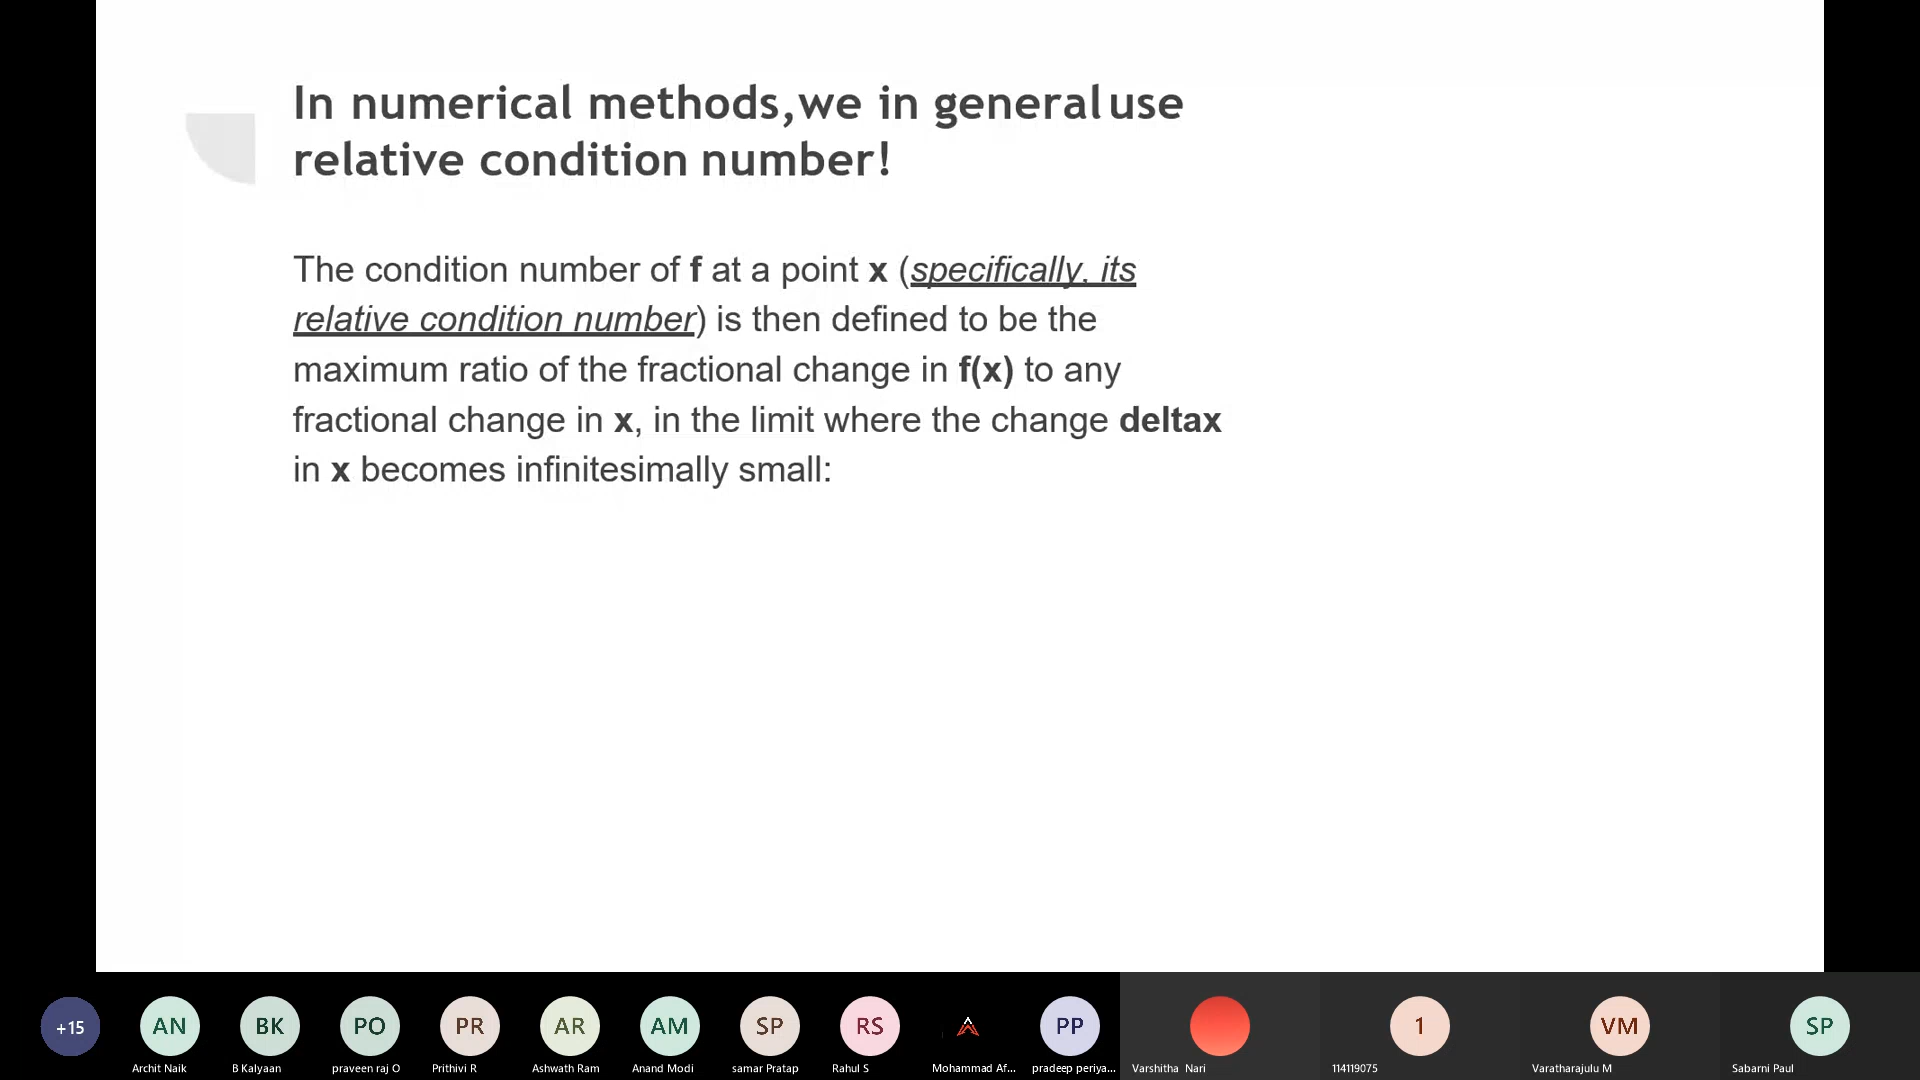 In numerical methods,we in general use
relative condition number!
The condition number of f at a point x (specifically, its
relative condition number) is then defined to be the
maximum ratio of the fractional change in f(x) to any
fractional change in x, in the limit where the change deltax
in x becomes infinitesimally small:
+15 AN BK PO PR AR AM SP RS PP 1 VM SP
Archit Naik B Kalyaan praveen raj O Prithivi R Ashwath Ram Anand Modi samar Pratap Rahul S Mohammad Af... pradeep periya... Varshitha Nari 114119075 Varatharajulu M Sabarni Paul